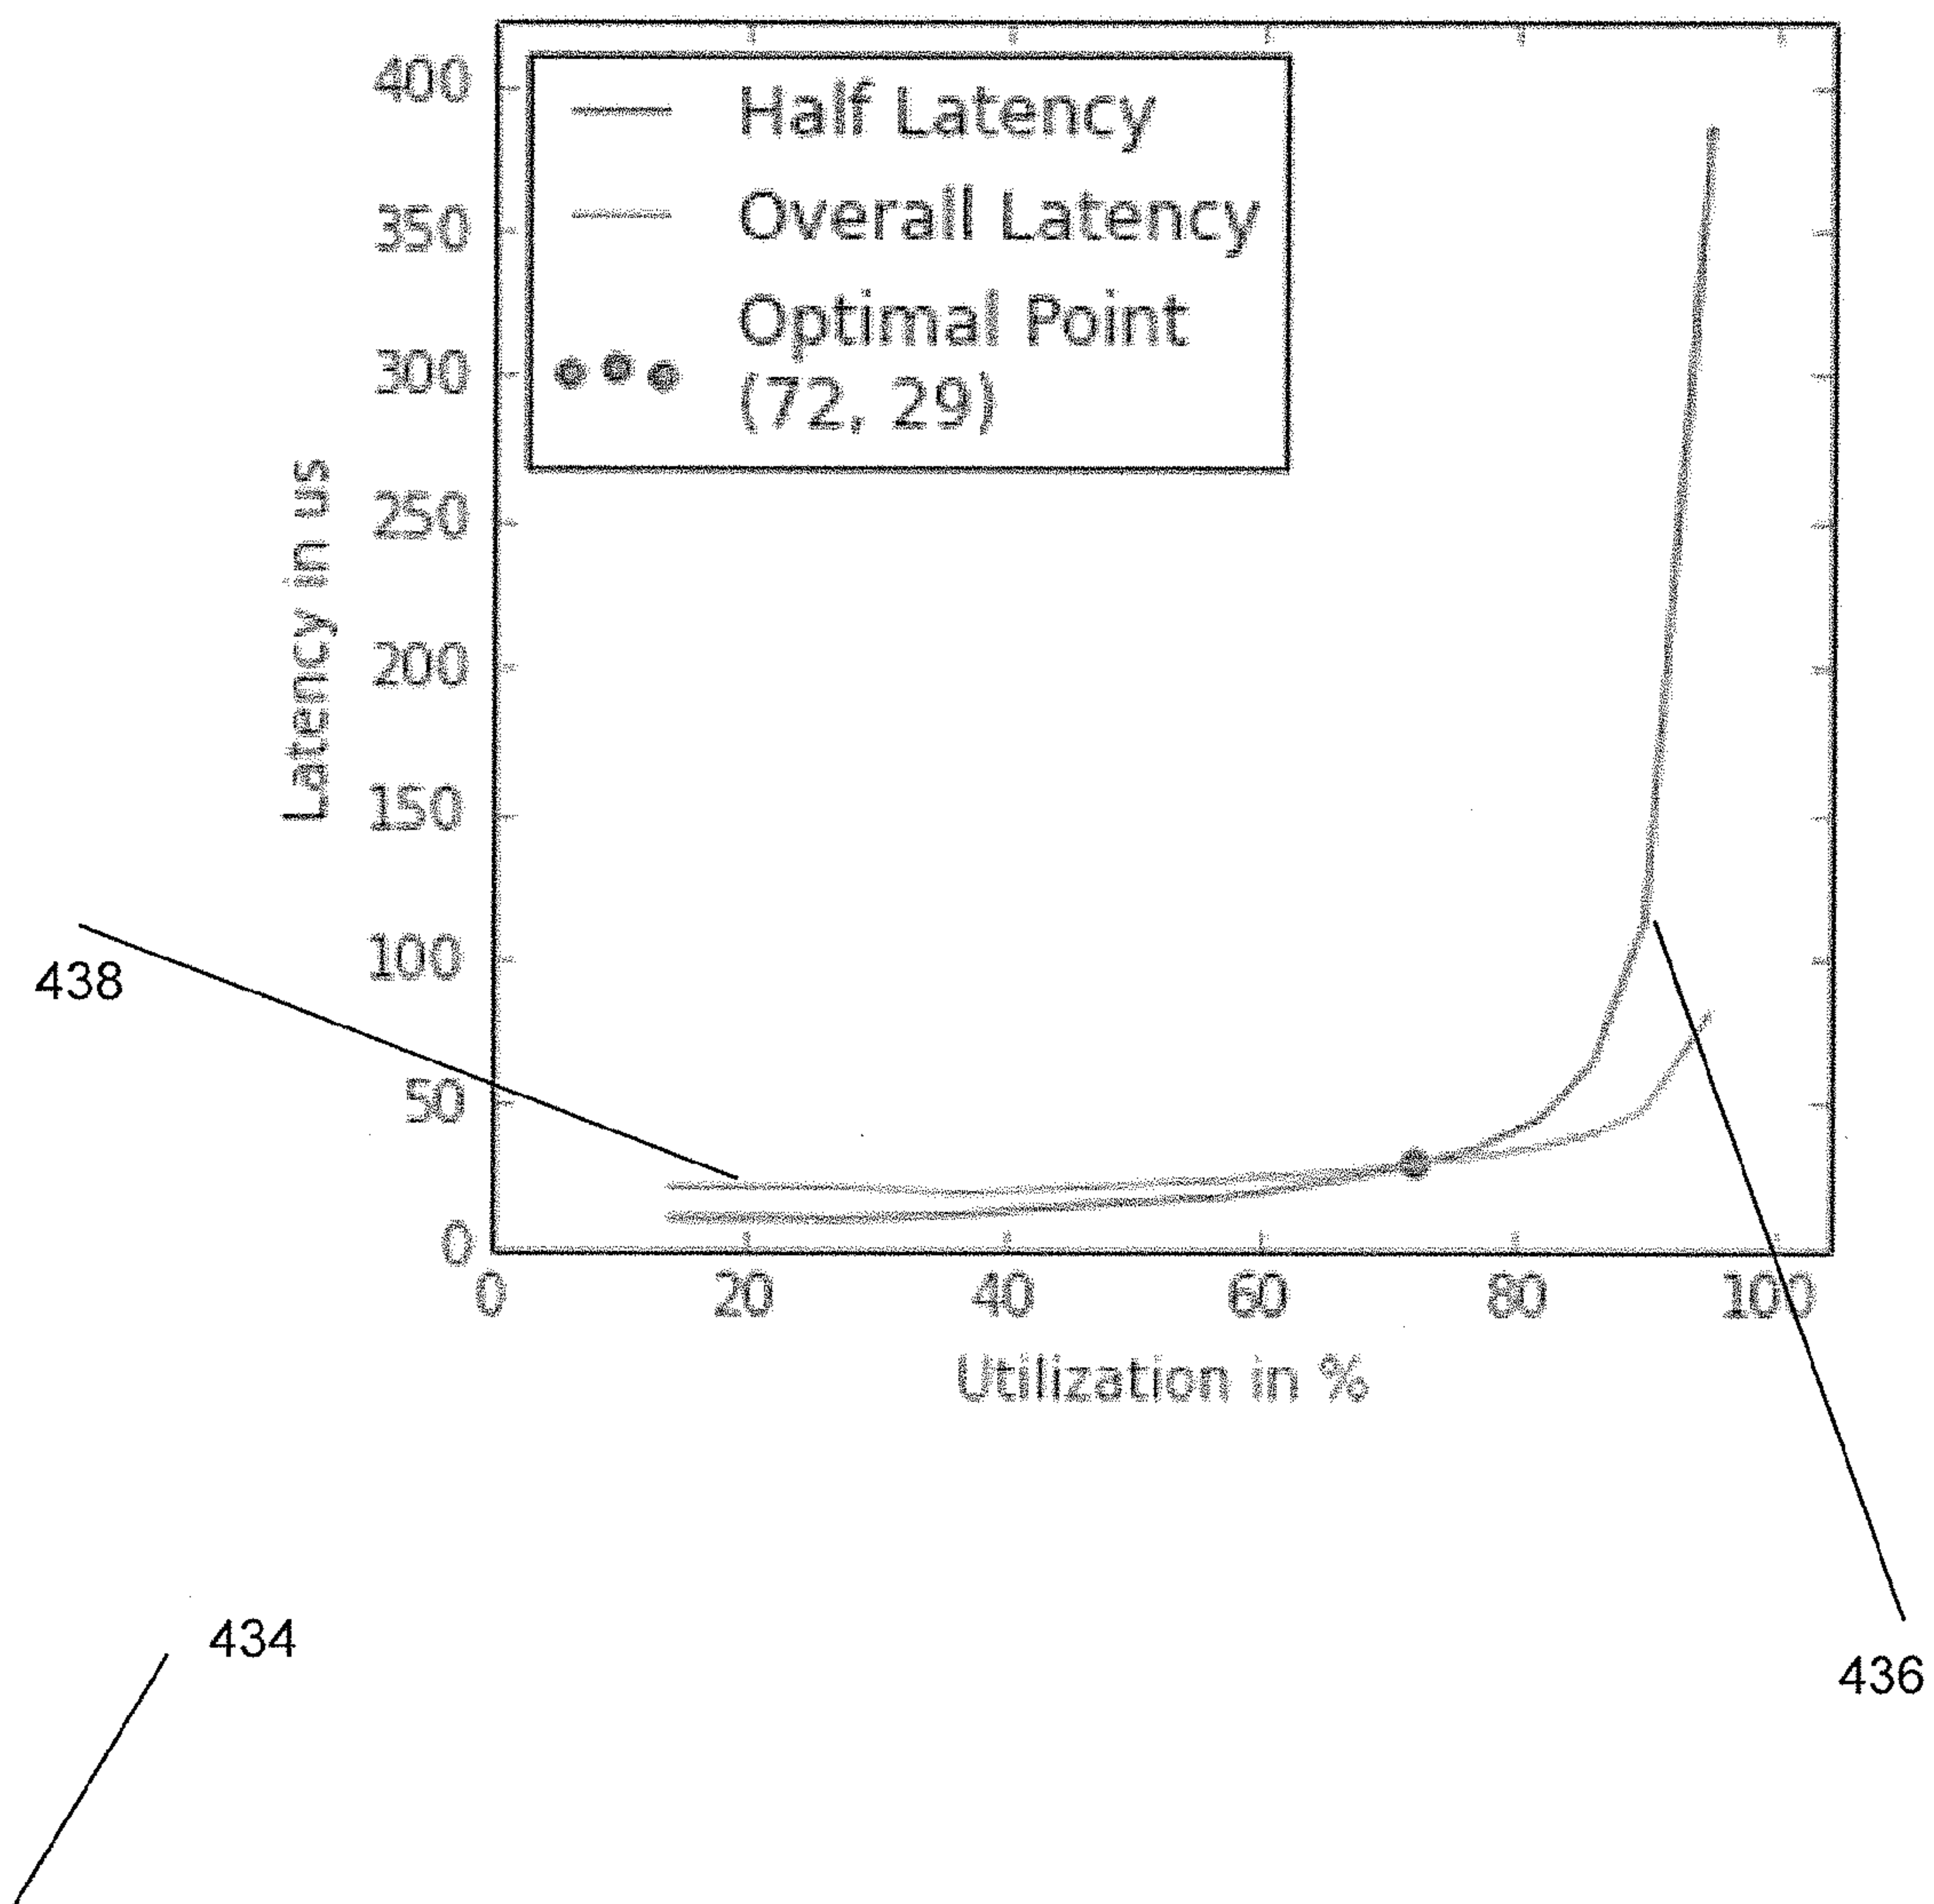 400
350
300
250
200
150
100
50
0
Latency in us
Half Latency
Overall Latency
Optimal Point
(72, 29)
0 20 40 60 80 100
Utilization in %
438
434
436